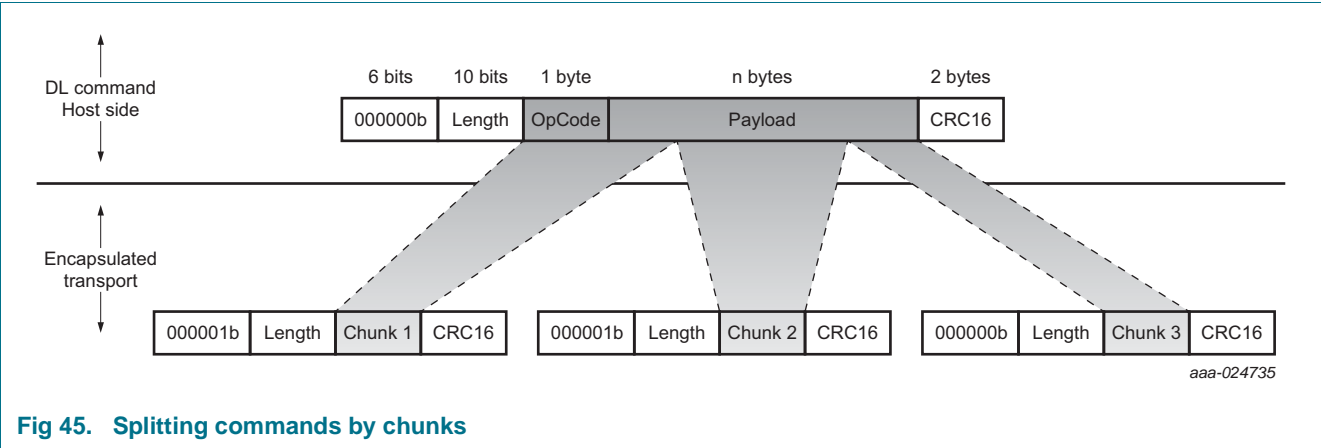 6 bits 10 bits 1 byte n bytes 2 bytes
DL command
Host side
000000b Length OpCode Payload CRC16
Encapsulated
transport
000001b Length Chunk 1 CRC16 000001b Length Chunk 2 CRC16 000000b Length Chunk 3 CRC16
aaa-024735
Fig 45. Splitting commands by chunks